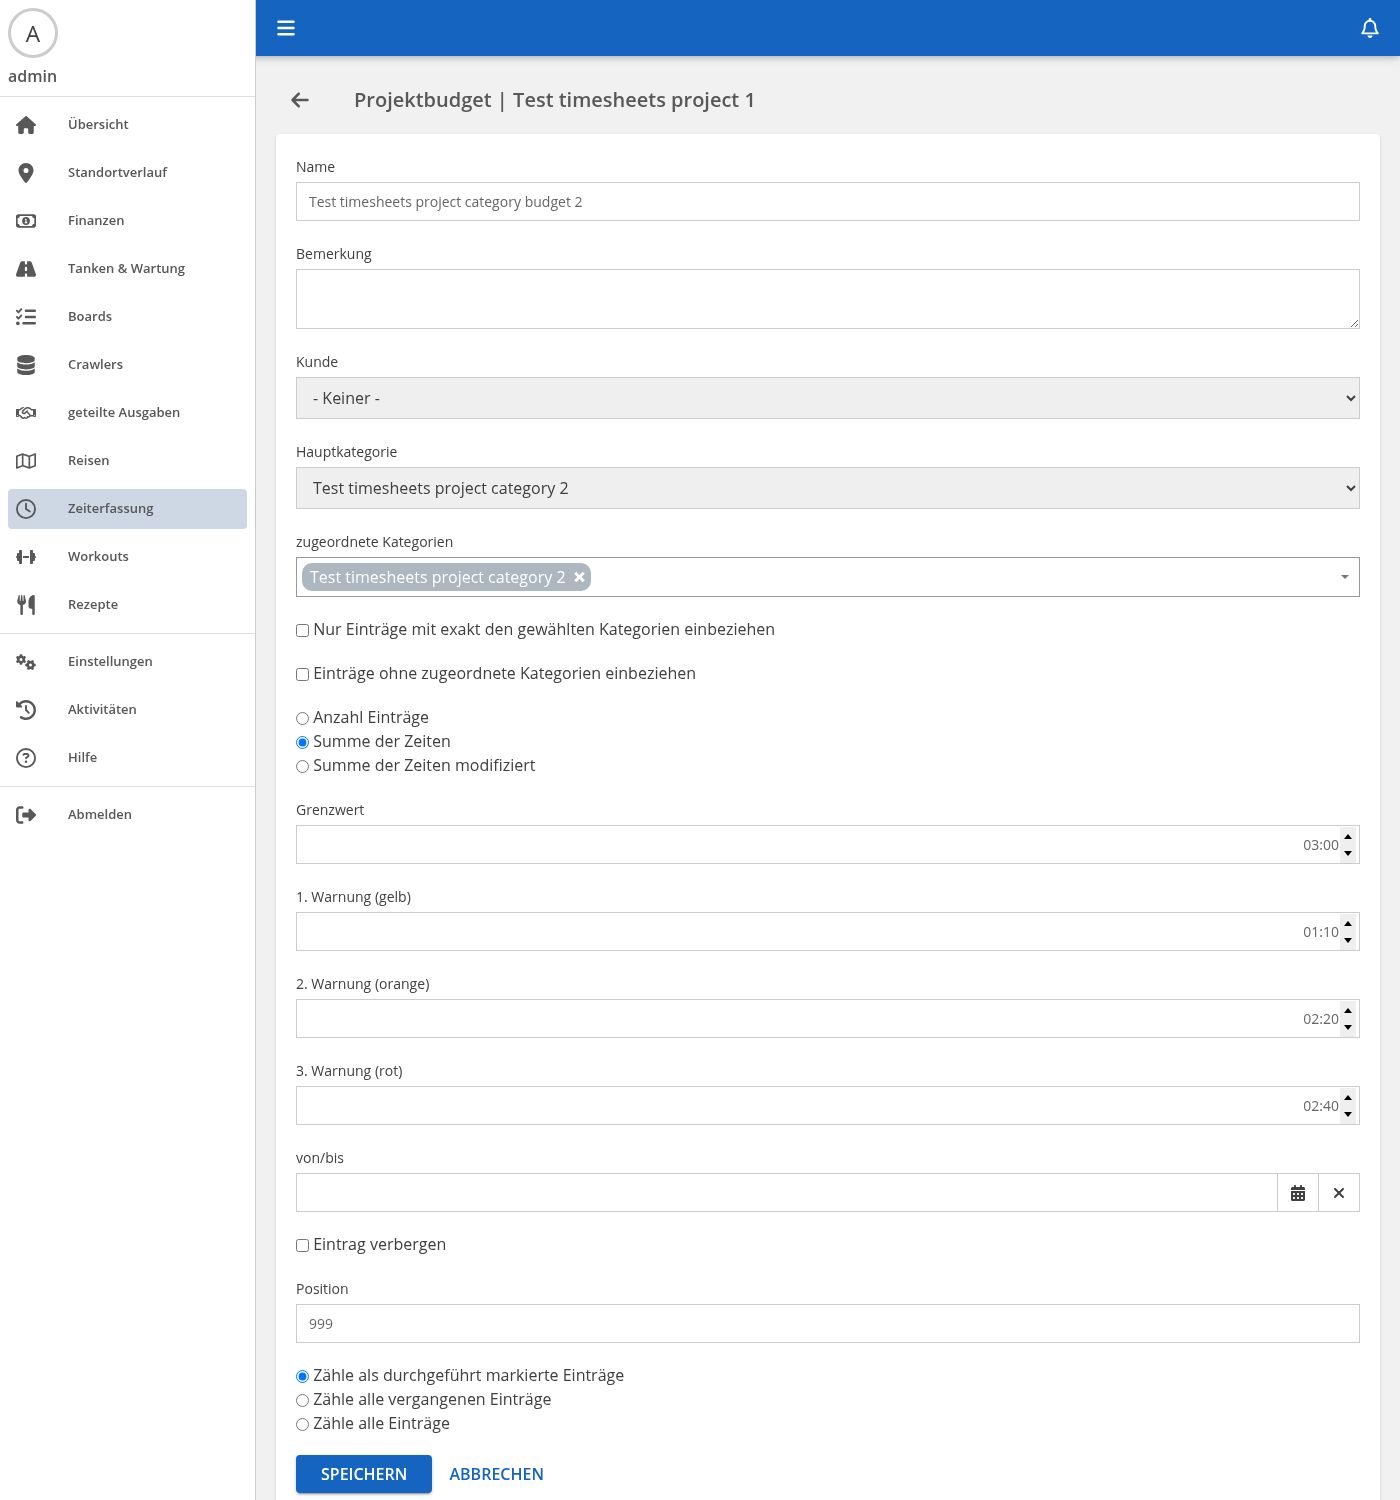 A
admin
Übersicht
Standortverlauf
Finanzen
Tanken & Wartung
Boards
Crawlers
geteilte Ausgaben
Reisen
Zeiterfassung
Workouts
Rezepte
Einstellungen
Aktivitäten
Hilfe
Abmelden
Projektbudget | Test timesheets project 1
Name
Test timesheets project category budget 2
Bemerkung
Kunde
- Keiner -
Hauptkategorie
Test timesheets project category 2
zugeordnete Kategorien
Test timesheets project category 2
Nur Einträge mit exakt den gewählten Kategorien einbeziehen
Einträge ohne zugeordnete Kategorien einbeziehen
Anzahl Einträge
Summe der Zeiten
Summe der Zeiten modifiziert
Grenzwert
03:00
1. Warnung (gelb)
01:10
2. Warnung (orange)
02:20
3. Warnung (rot)
02:40
von/bis
Eintrag verbergen
Position
999
Zähle als durchgeführt markierte Einträge
Zähle alle vergangenen Einträge
Zähle alle Einträge
SPEICHERN ABBRECHEN